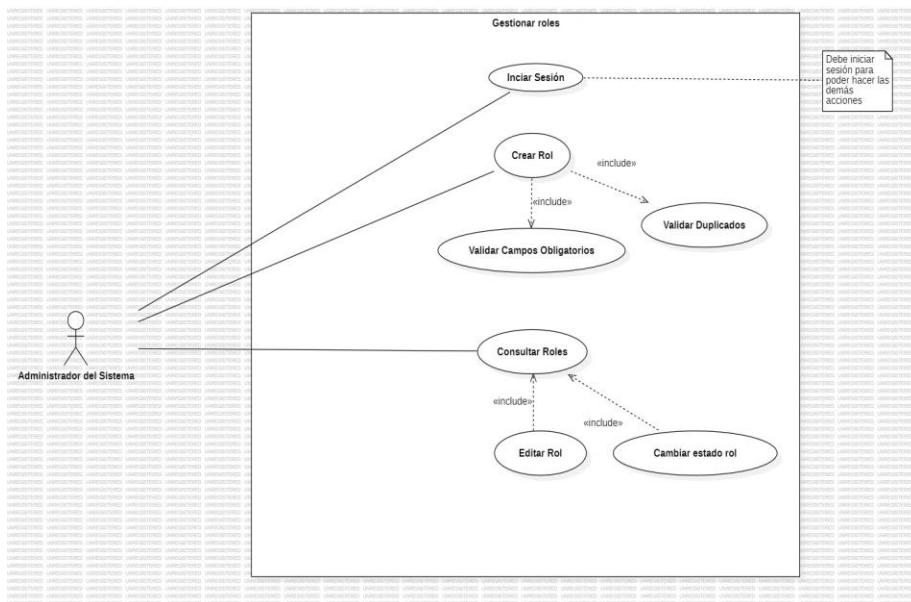 Gestionar roles
Inciar Sesión
Debe iniciar
sesión para
poder hacer las
demás
acciones
Crear Rol
«include»
«include»
Validar Duplicados
Validar Campos Obligatorios
Administrador del Sistema
Consultar Roles
«include»
«include»
Editar Rol
Cambiar estado rol
UNREGISTERED